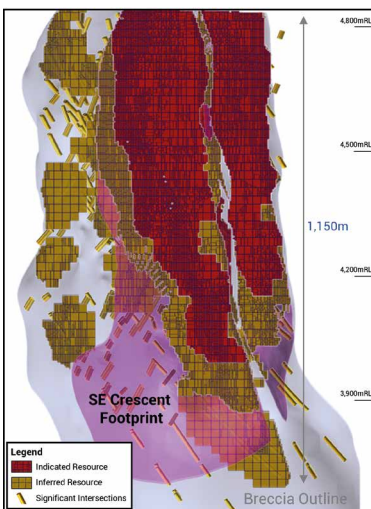 4,800mRL
4,500mRL
1,150m
4,200mRL
3,900mRL
SE Crescent
Footprint
Legend
Indicated Resource
Inferred Resource
Significant Intersections
Breccia Outline